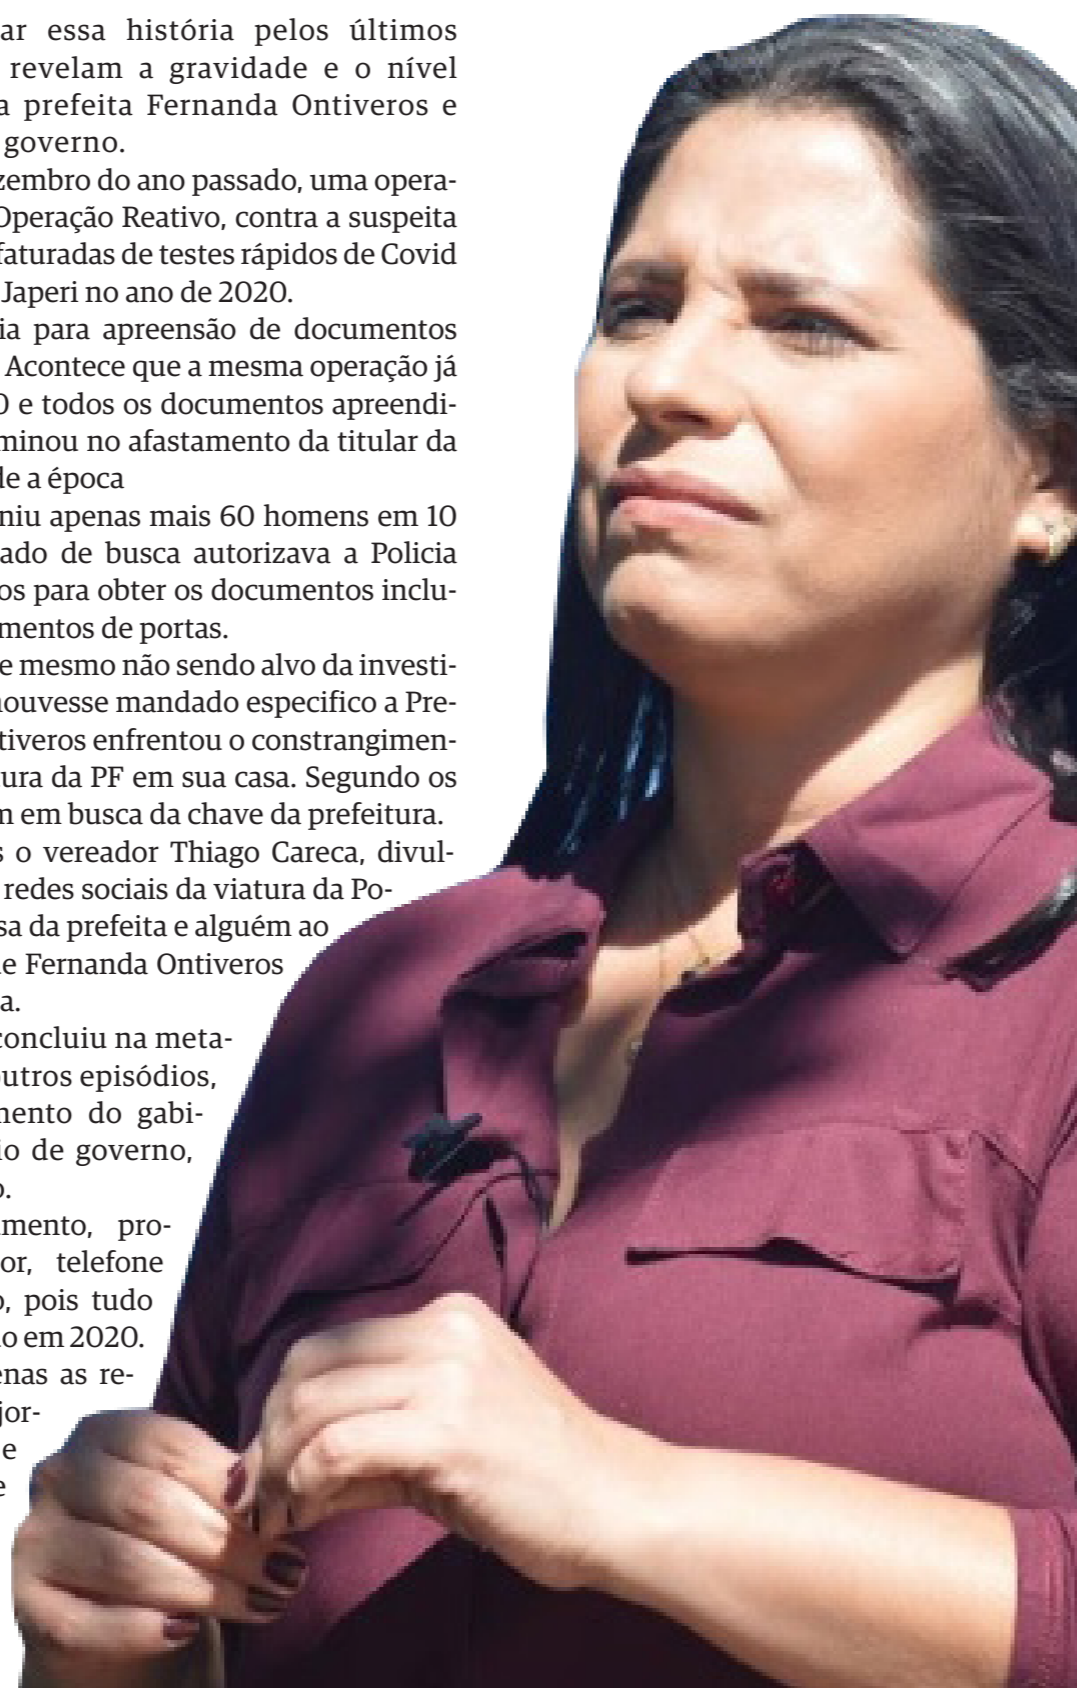 ar essa história pelos últimos
revelam a gravidade e o nível
a prefeita Fernanda Ontiveros e
governo.
zembro do ano passado, uma opera-
Operação Reativo, contra a suspeita
faturadas de testes rápidos de Covid
Japeri no ano de 2020.
ia para apreensão de documentos
Acontece que a mesma operação já
0 e todos os documentos apreendi-
minou no afastamento da titular da
de a época
niu apenas mais 60 homens em 10
ado de busca autorizava a Policia
os para obter os documentos inclu-
mentos de portas.
e mesmo não sendo alvo da investi-
houvesse mandado especifico a Pre-
tiveros enfrentou o constrangimen-
tura da PF em sua casa. Segundo os
m em busca da chave da prefeitura.
s o vereador Thiago Careca, divul-
redes sociais da viatura da Po-
sa da prefeita e alguém ao
e Fernanda Ontiveros
a.
concluiu na meta-
outros episódios,
mento do gabi-
io de governo,
o.
mento, pro-
or, telefone
o, pois tudo
o em 2020.
enas as re-
jor-
e
e